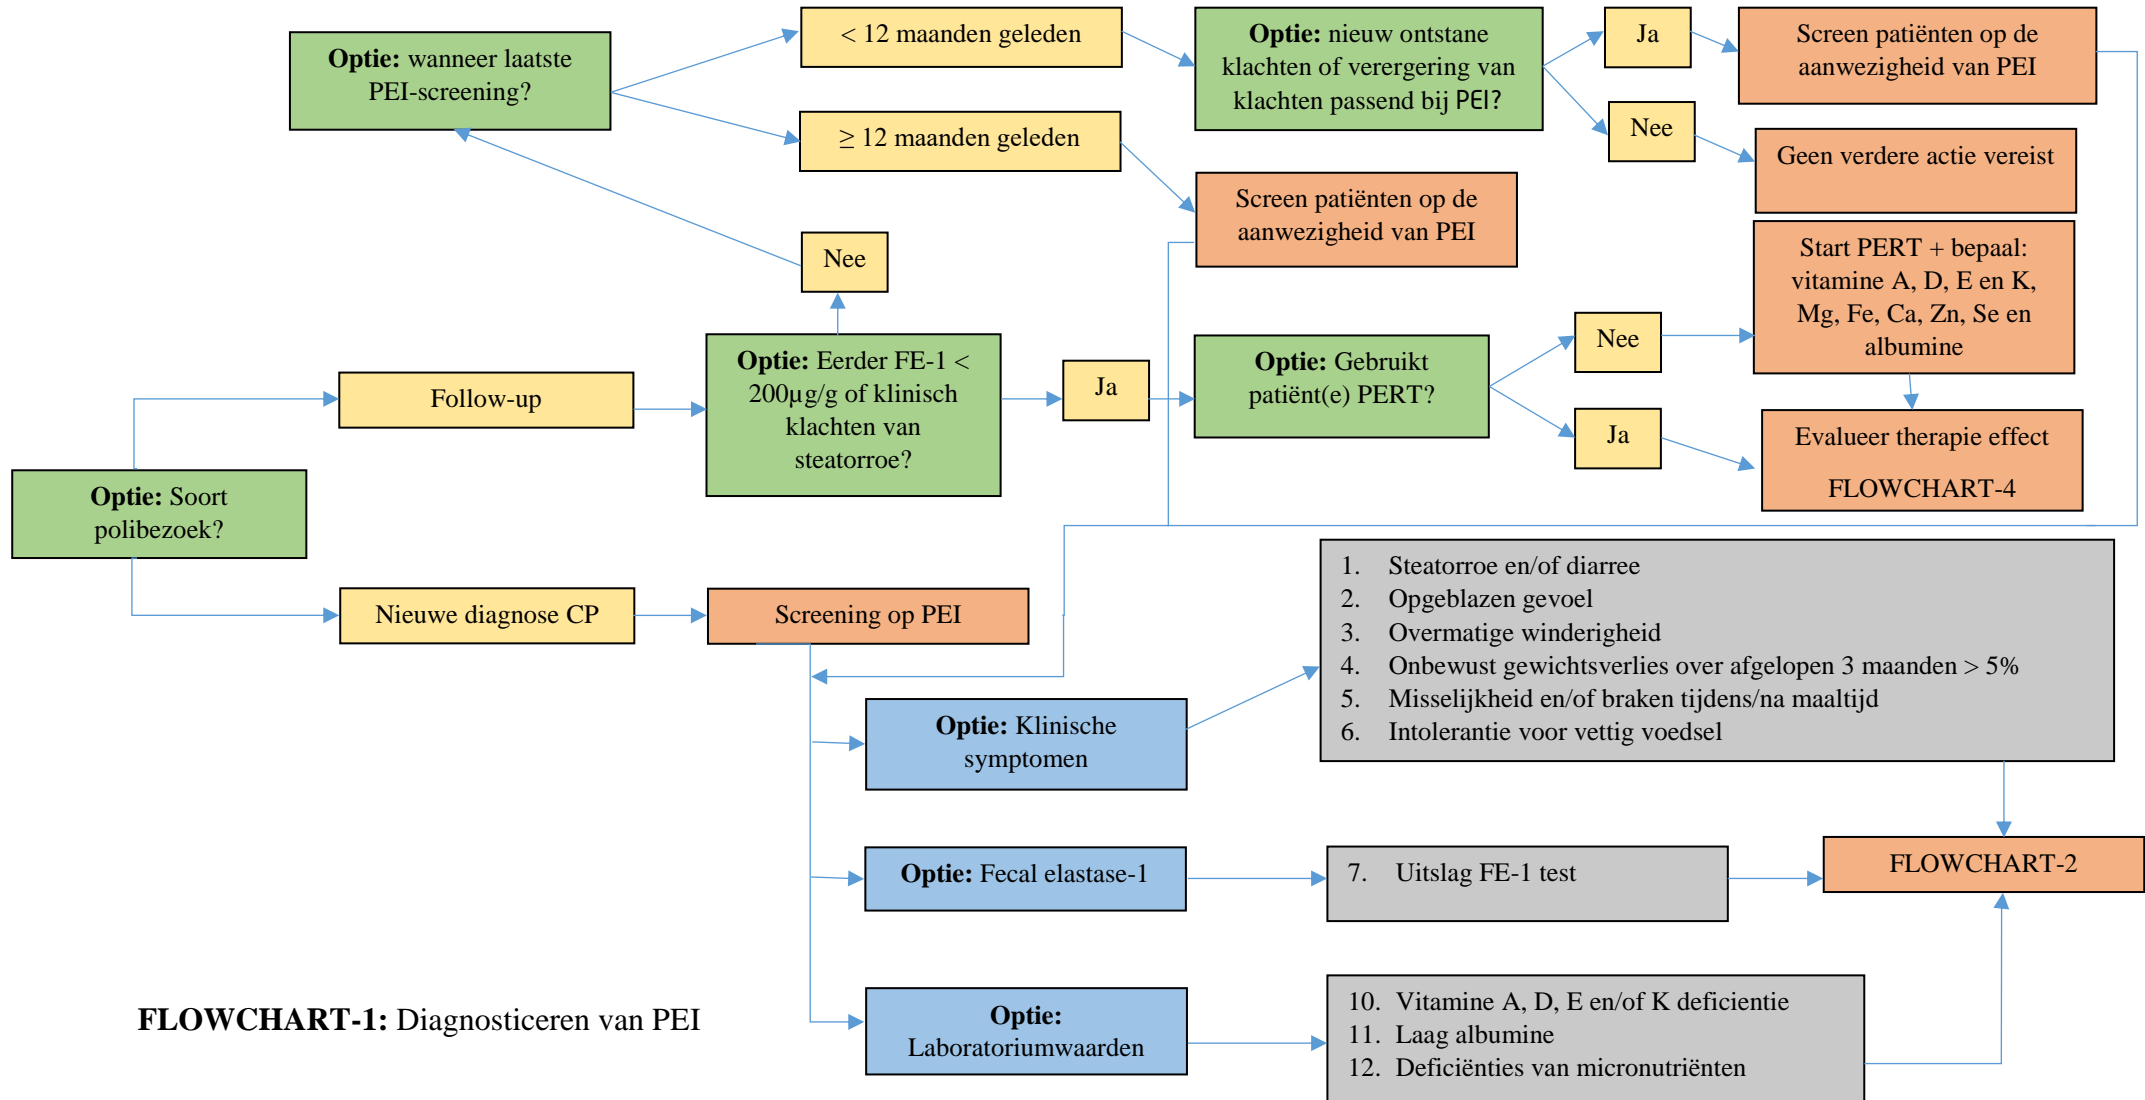 Optie: wanneer laatste
PEI-screening?
< 12 maanden geleden
≥ 12 maanden geleden
Optie: nieuw ontstane
klachten of verergering van
klachten passend bij PEI?
Ja
Nee
Screen patiënten op de
aanwezigheid van PEI
Geen verdere actie vereist
Screen patiënten op de
aanwezigheid van PEI
Nee
Start PERT + bepaal:
vitamine A, D, E en K,
Mg, Fe, Ca, Zn, Se en
albumine
Follow-up
Optie: Eerder FE-1 <
200µg/g of klinisch
klachten van
steatorroe?
Ja
Optie: Gebruikt
patiënt(e) PERT?
Nee
Ja
Evalueer therapie effect
FLOWCHART-4
Optie: Soort
polibezoek?
Nieuwe diagnose CP
Screening op PEI
1. Steatorroe en/of diarree
2. Opgeblazen gevoel
3. Overmatige winderigheid
4. Onbewust gewichtsverlies over afgelopen 3 maanden > 5%
5. Misselijkheid en/of braken tijdens/na maaltijd
6. Intolerantie voor vettig voedsel
Optie: Klinische
symptomen
Optie: Fecal elastase-1
7. Uitslag FE-1 test
FLOWCHART-2
Optie:
Laboratoriumwaarden
10. Vitamine A, D, E en/of K deficientie
11. Laag albumine
12. Deficiënties van micronutriënten
FLOWCHART-1: Diagnosticeren van PEI